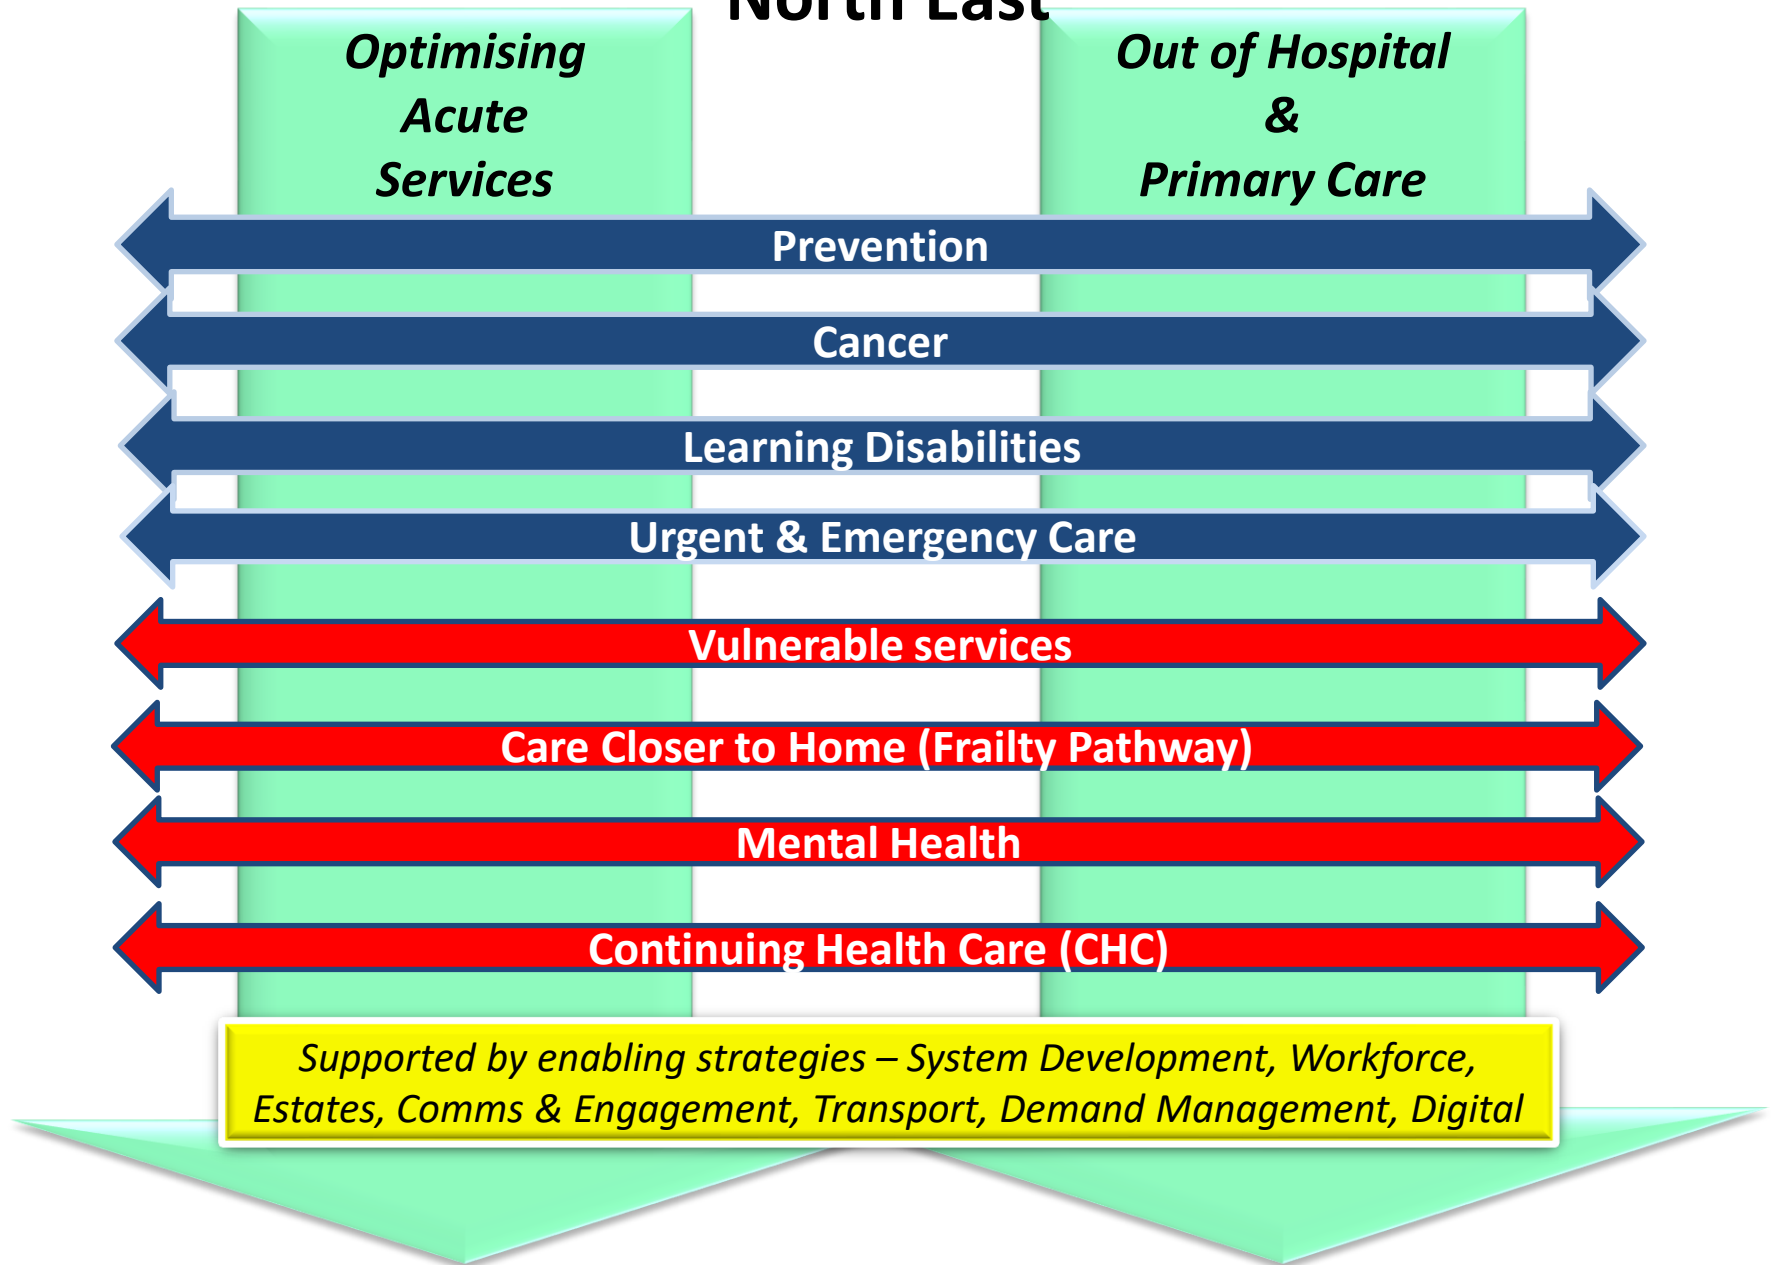 North East
Optimising
Acute
Services
Out of Hospital
&
Primary Care
Prevention
Cancer
Learning Disabilities
Urgent & Emergency Care
Vulnerable services
Care Closer to Home (Frailty Pathway)
Mental Health
Continuing Health Care (CHC)
Supported by enabling strategies – System Development, Workforce,
Estates, Comms & Engagement, Transport, Demand Management, Digital